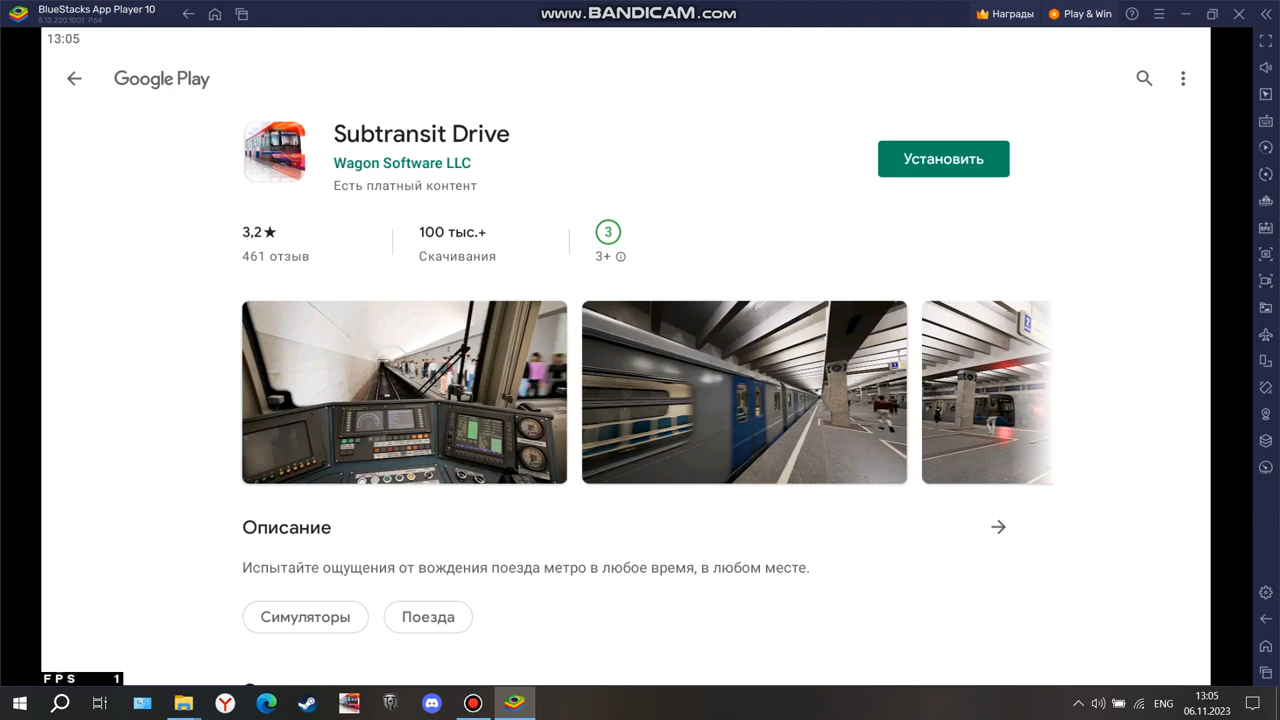 BlueStacks App Player 10
5.13.220.1001 P64
www.BANDICAM.com
Награды
Play & Win
13:05
Google Play
Subtransit Drive
Wagon Software LLC
Есть платный контент
Установить
3,2★
461 отзыв
100 тыс.+
Скачивания
3
3+
Описание
Испытайте ощущения от вождения поезда метро в любое время, в любом месте.
Симуляторы
Поезда
FPS 1
ENG
13:05
06.11.2023